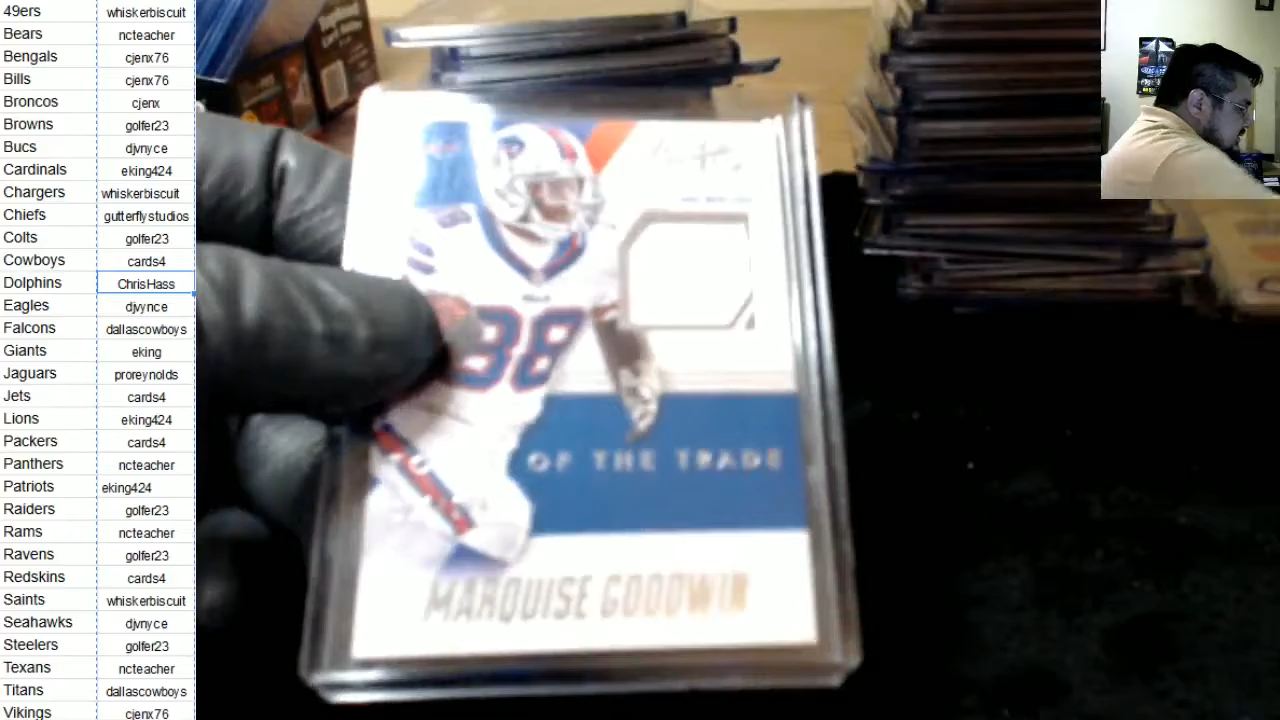 49ers whiskerbiscuit
Bears ncteacher
Bengals cjenx76
Bills cjenx76
Broncos cjenx
Browns golfer23
Bucs djvnyce
Cardinals eking424
Chargers whiskerbiscuit
Chiefs gutterflystudios
Colts golfer23
Cowboys cards4
Dolphins ChrisHass
Eagles djvynce
Falcons dallascowboys
Giants eking
Jaguars proreynolds
Jets cards4
Lions eking424
Packers cards4
Panthers ncteacher
Patriots eking424
Raiders golfer23
Rams ncteacher
Ravens golfer23
Redskins cards4
Saints whiskerbiscuit
Seahawks djvnyce
Steelers golfer23
Texans ncteacher
Titans dallascowboys
Vikings cjenx76
88
OF THE TRADE
MARQUISE GOODWIN